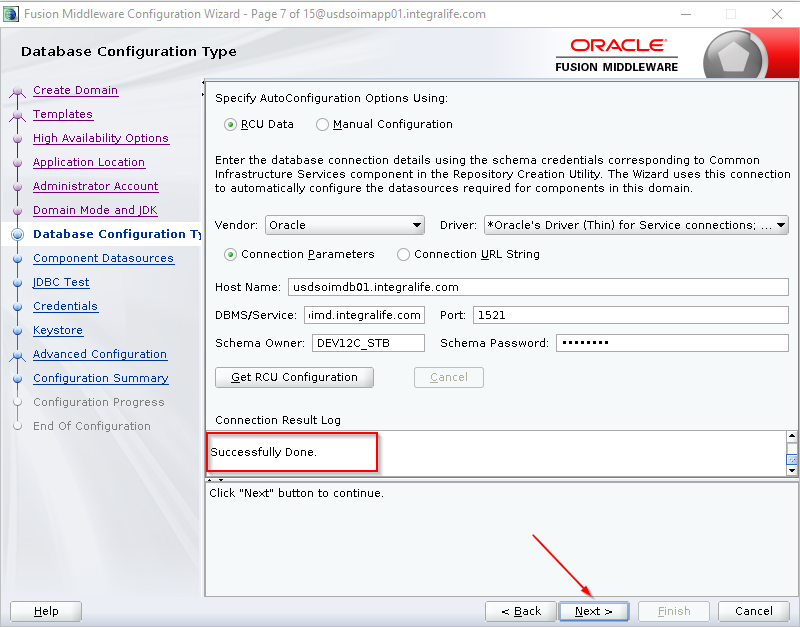 Fusion Middleware Configuration Wizard - Page 7 of 15@usdsoimapp01.integralife.com
Database Configuration Type
ORACLE
FUSION MIDDLEWARE
Create Domain
Templates
High Availability Options
Application Location
Administrator Account
Domain Mode and JDK
Database Configuration Ty
Component Datasources
JDBC Test
Credentials
Keystore
Advanced Configuration
Configuration Summary
Configuration Progress
End Of Configuration
Specify AutoConfiguration Options Using:
RCU Data Manual Configuration
Enter the database connection details using the schema credentials corresponding to Common
Infrastructure Services component in the Repository Creation Utility. The Wizard uses this connection
to automatically configure the datasources required for components in this domain.
Vendor: Oracle Driver: *Oracle's Driver (Thin) for Service connections; ...
Connection Parameters Connection URL String
Host Name: usdsoimdb01.integralife.com
DBMS/Service: imd.integralife.com Port: 1521
Schema Owner: DEV12C_STB Schema Password: ••••••••
Get RCU Configuration Cancel
Connection Result Log
Successfully Done.
Click "Next" button to continue.
Help < Back Next > Finish Cancel